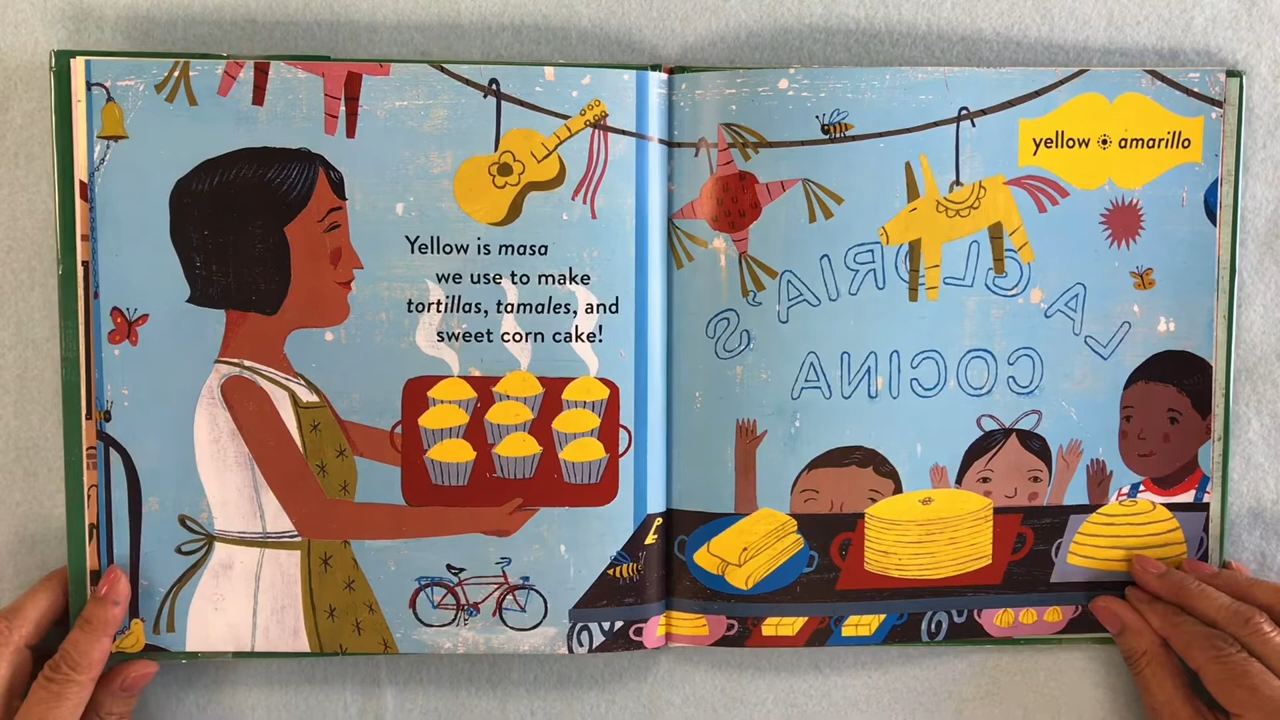 Yellow is masa
we use to make
tortillas, tamales, and
sweet corn cake!
yellow amarillo
LA GLORIA'S
COCINA